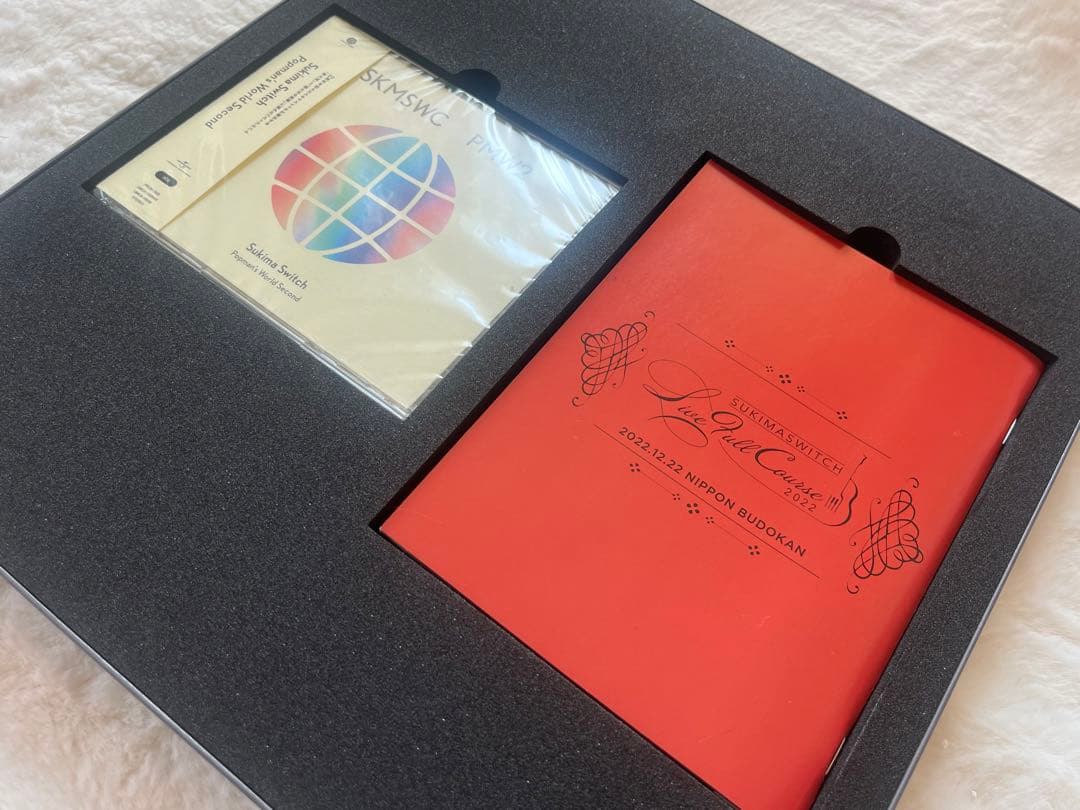 Sukima Switch
Popman's World Second
SKMSWC
PMW2
Sukima Switch
Popman's World Second
SUKIMASWITCH
Live Full Course
2022
2022.12.22 NIPPON BUDOKAN